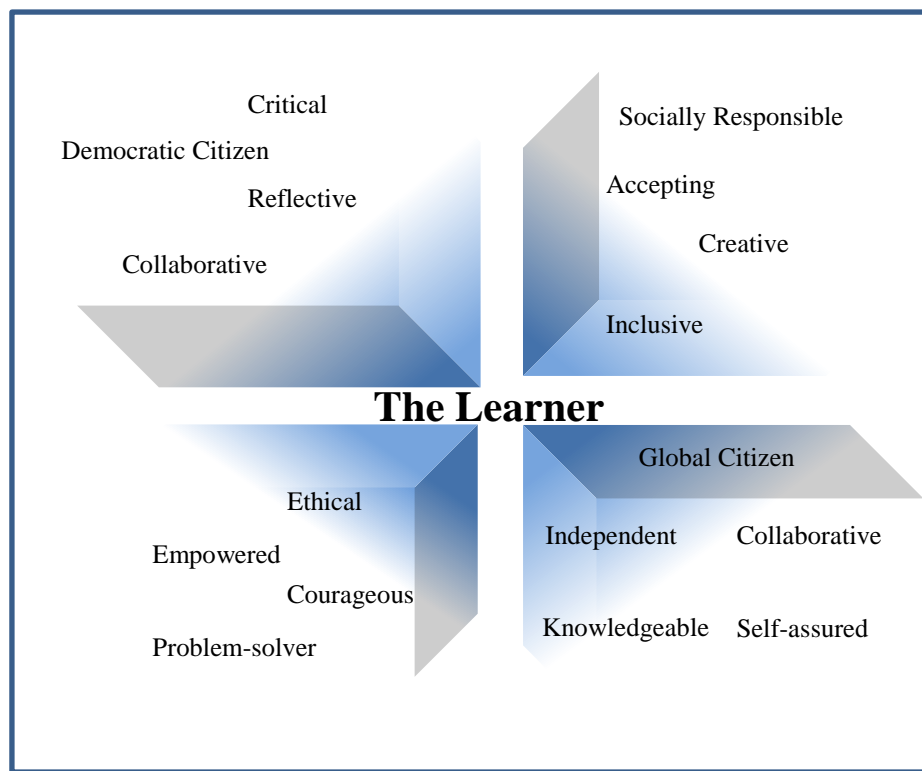 Critical
Democratic Citizen
Reflective
Collaborative
Socially Responsible
Accepting
Creative
Inclusive
The Learner
Ethical
Empowered
Courageous
Problem-solver
Global Citizen
Independent
Collaborative
Knowledgeable
Self-assured